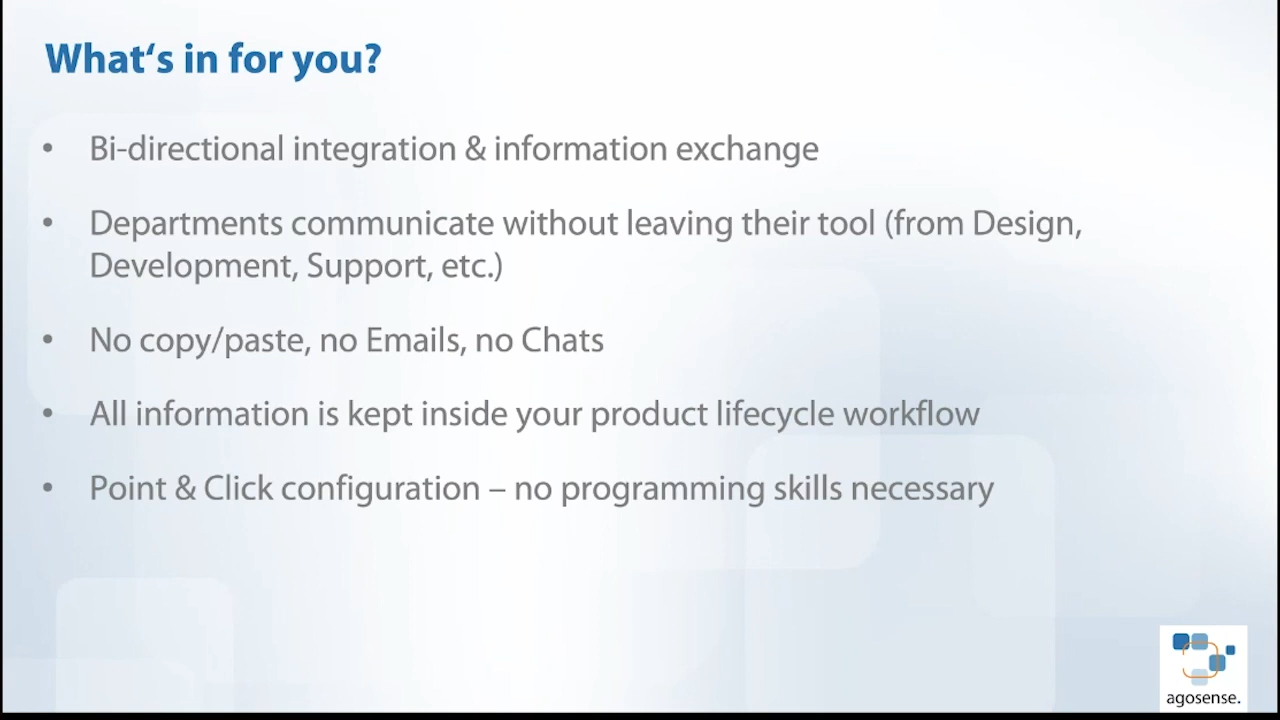 What‘s in for you?
• Bi-directional integration & information exchange
• Departments communicate without leaving their tool (from Design,
Development, Support, etc.)
• No copy/paste, no Emails, no Chats
• All information is kept inside your product lifecycle workflow
• Point & Click configuration – no programming skills necessary
agosense.